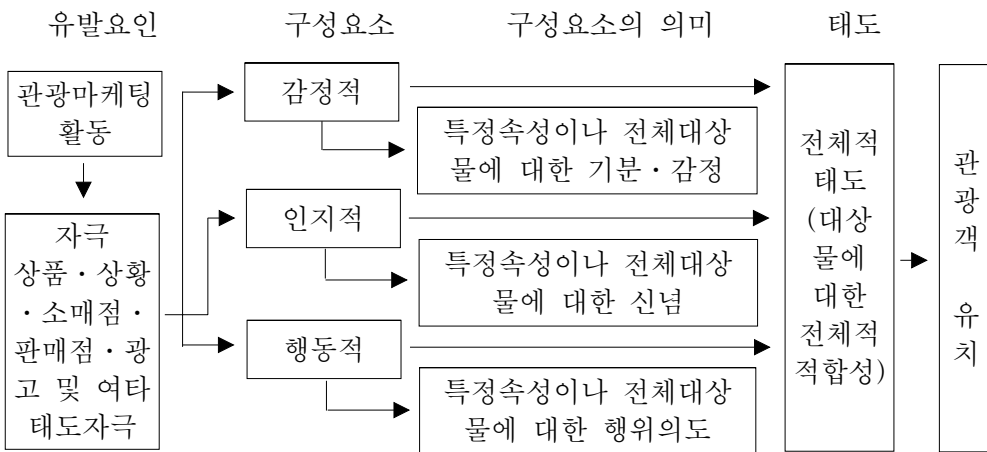 유발요인
구성요소
구성요소의 의미
태도
관광마케팅
활동
자극
상품・상황
・소매점・
판매점・광
고 및 여타
태도자극
감정적
특정속성이나 전체대상
물에 대한 기분・감정
인지적
특정속성이나 전체대상
물에 대한 신념
행동적
특정속성이나 전체대상
물에 대한 행위의도
전체적
태도
(대상
물에
대한
전체적
적합성)
관
광
객
유
치